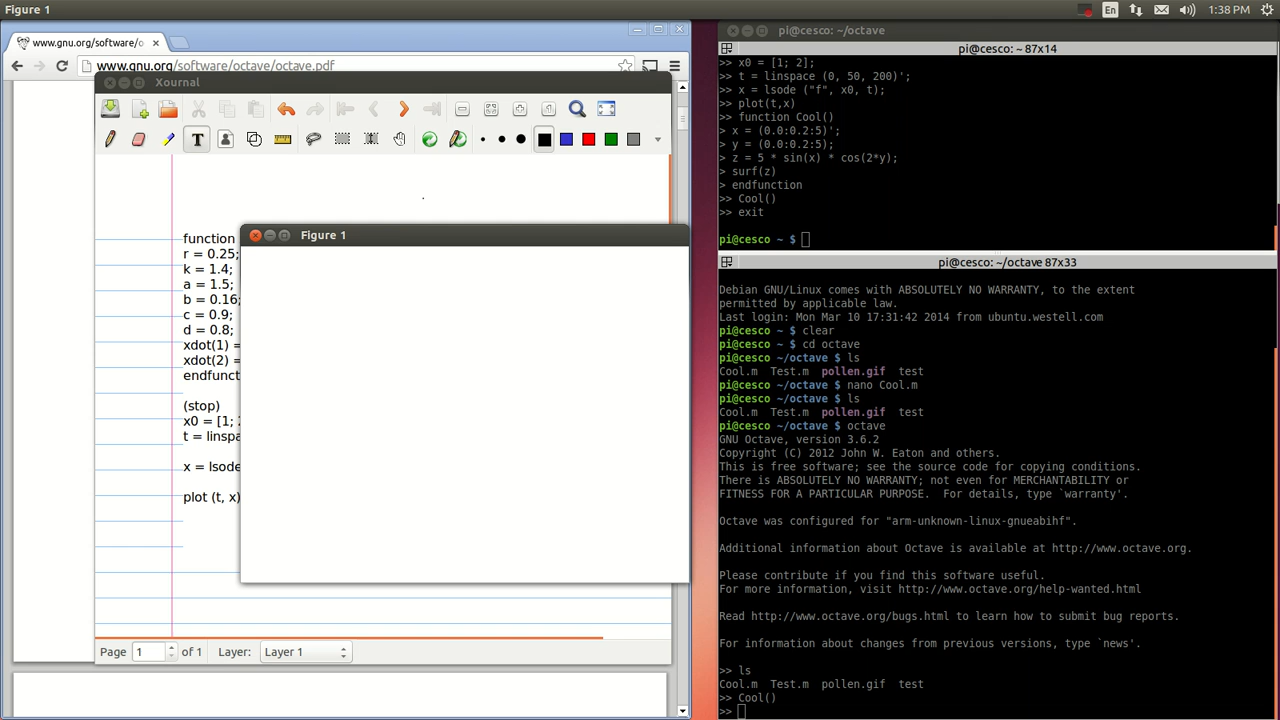 Figure 1
En
1:38 PM
www.gnu.org/software/o
www.gnu.org/software/octave/octave.pdf
Xournal
function
r = 0.25;
k = 1.4;
a = 1.5;
b = 0.16;
c = 0.9;
d = 0.8;
xdot(1) =
xdot(2) =
endfunct
(stop)
x0 = [1; 2
t = linspa
x = lsode
plot (t, x)
Figure 1
Page 1 of 1 Layer: Layer 1
pi@cesco: ~/octave
pi@cesco: ~ 87x14
>> x0 = [1; 2];
>> t = linspace (0, 50, 200)';
>> x = lsode ("f", x0, t);
>> plot(t,x)
>> function Cool()
> x = (0.0:0.2:5)';
> y = (0.0:0.2:5);
> z = 5 * sin(x) * cos(2*y);
> surf(z)
> endfunction
>> Cool()
>> exit
pi@cesco ~ $
pi@cesco: ~/octave 87x33
Debian GNU/Linux comes with ABSOLUTELY NO WARRANTY, to the extent
permitted by applicable law.
Last login: Mon Mar 10 17:31:42 2014 from ubuntu.westell.com
pi@cesco ~ $ clear
pi@cesco ~ $ cd octave
pi@cesco ~/octave $ ls
Cool.m  Test.m  pollen.gif  test
pi@cesco ~/octave $ nano Cool.m
pi@cesco ~/octave $ ls
Cool.m  Test.m  pollen.gif  test
pi@cesco ~/octave $ octave
GNU Octave, version 3.6.2
Copyright (C) 2012 John W. Eaton and others.
This is free software; see the source code for copying conditions.
There is ABSOLUTELY NO WARRANTY; not even for MERCHANTABILITY or
FITNESS FOR A PARTICULAR PURPOSE.  For details, type `warranty'.
Octave was configured for "arm-unknown-linux-gnueabihf".
Additional information about Octave is available at http://www.octave.org.
Please contribute if you find this software useful.
For more information, visit http://www.octave.org/help-wanted.html
Read http://www.octave.org/bugs.html to learn how to submit bug reports.
For information about changes from previous versions, type `news'.
>> ls
Cool.m  Test.m  pollen.gif  test
>> Cool()
>>